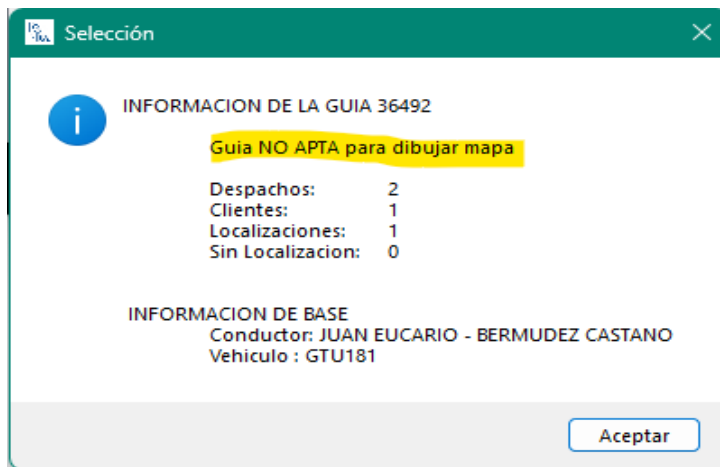 Selección
INFORMACION DE LA GUIA 36492
Guia NO APTA para dibujar mapa
Despachos: 2
Clientes: 1
Localizaciones: 1
Sin Localizacion: 0
INFORMACION DE BASE
Conductor: JUAN EUCARIO - BERMUDEZ CASTANO
Vehiculo : GTU181
Aceptar